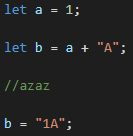 let a = 1;
let b = a + "A";
//azaz
b = "1A";